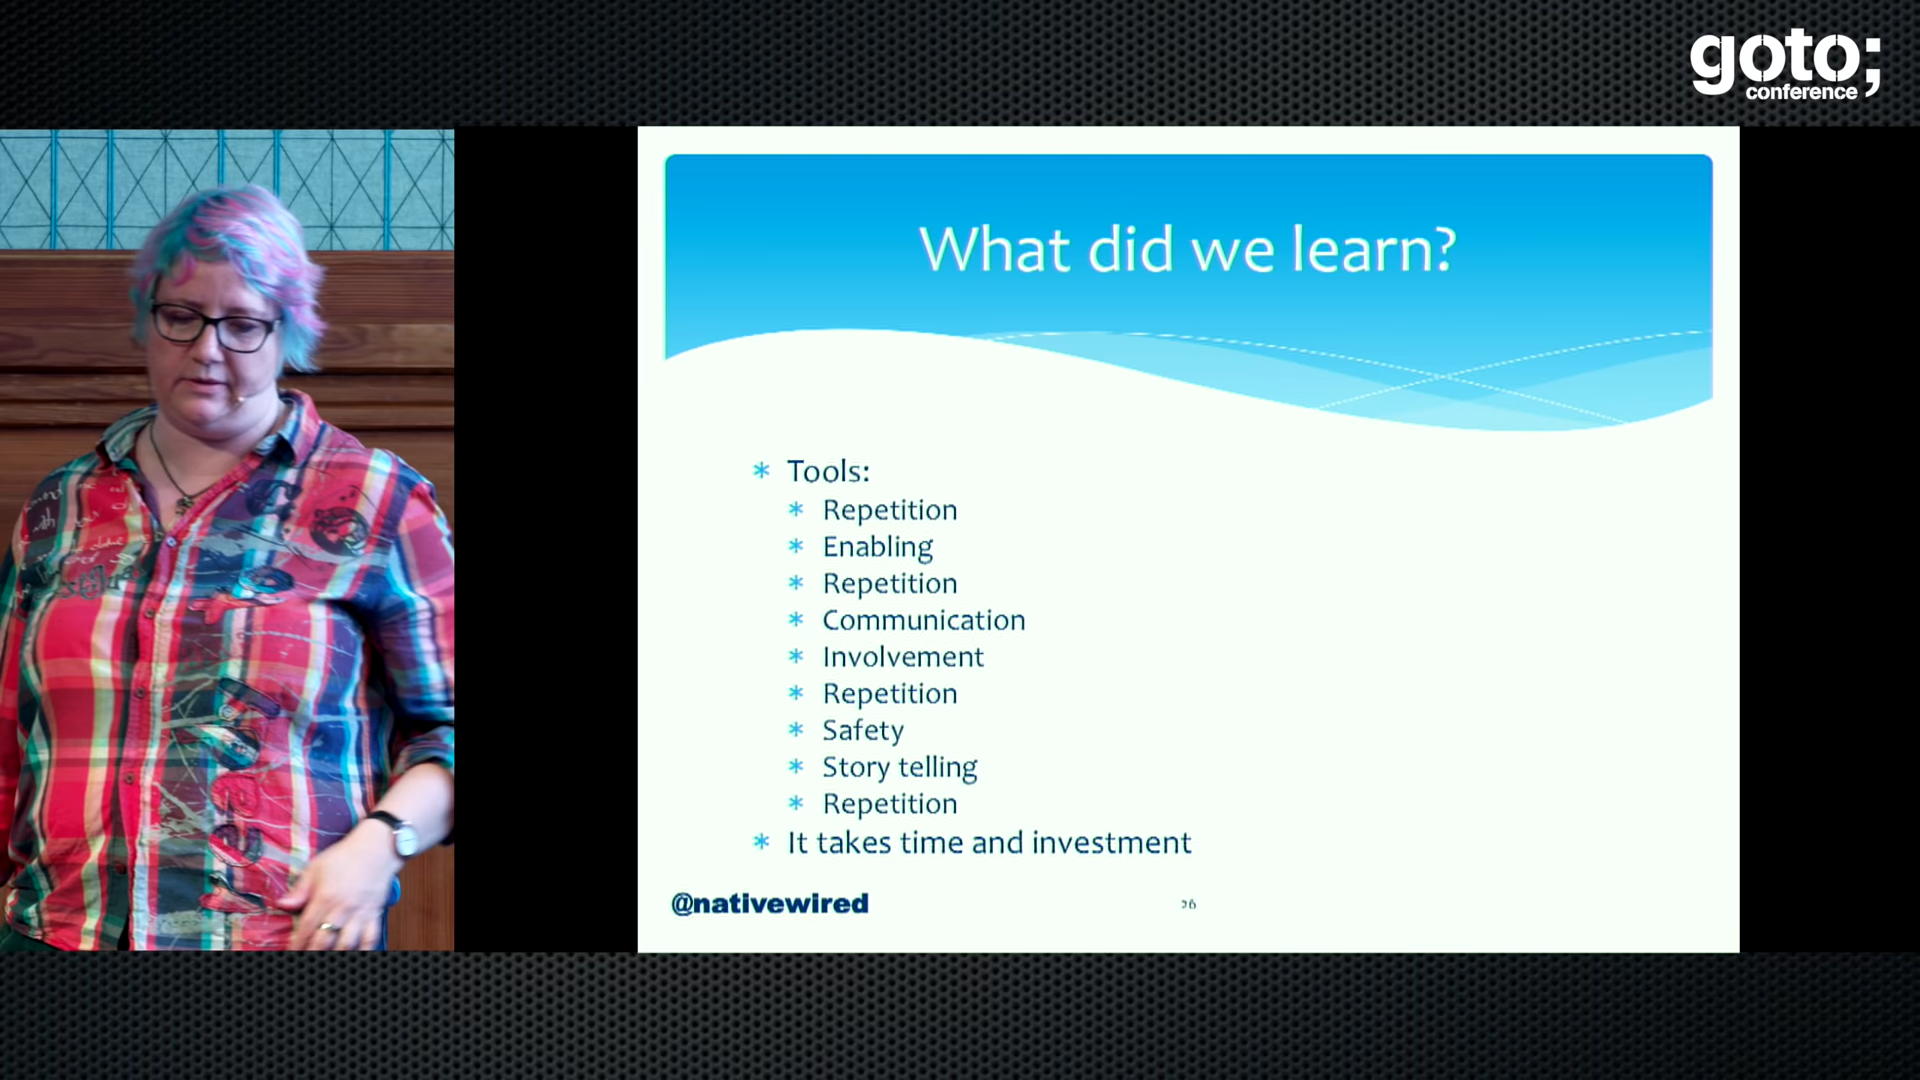 goto;
conference
What did we learn?
* Tools:
* Repetition
* Enabling
* Repetition
* Communication
* Involvement
* Repetition
* Safety
* Story telling
* Repetition
* It takes time and investment
@nativewired
26